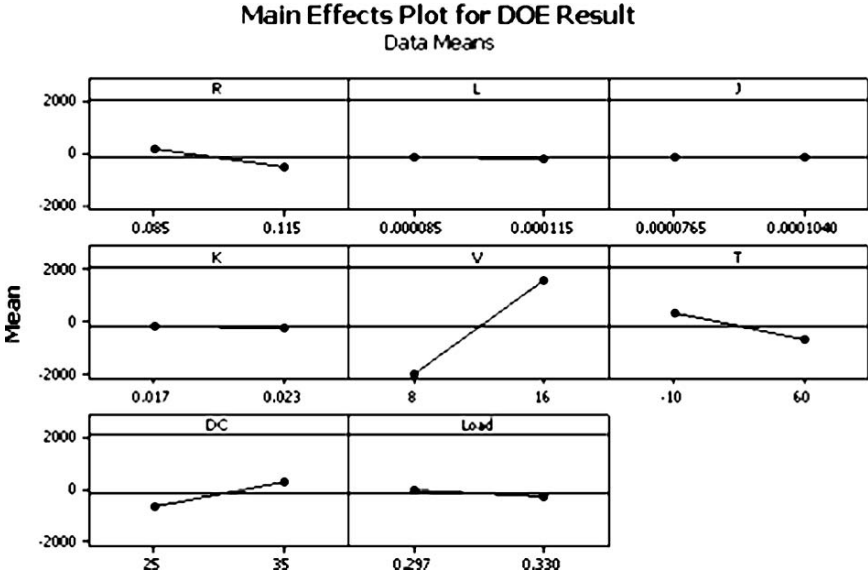 Main Effects Plot for DOE Result
Data Means
R L J
2000
0
-2000
0.085 0.115 0.000085 0.000115 0.0000765 0.0001040
K V T
2000
0
-2000
0.017 0.023 8 16 -10 60
DC Load
2000
0
-2000
25 35 0.297 0.330
Mean